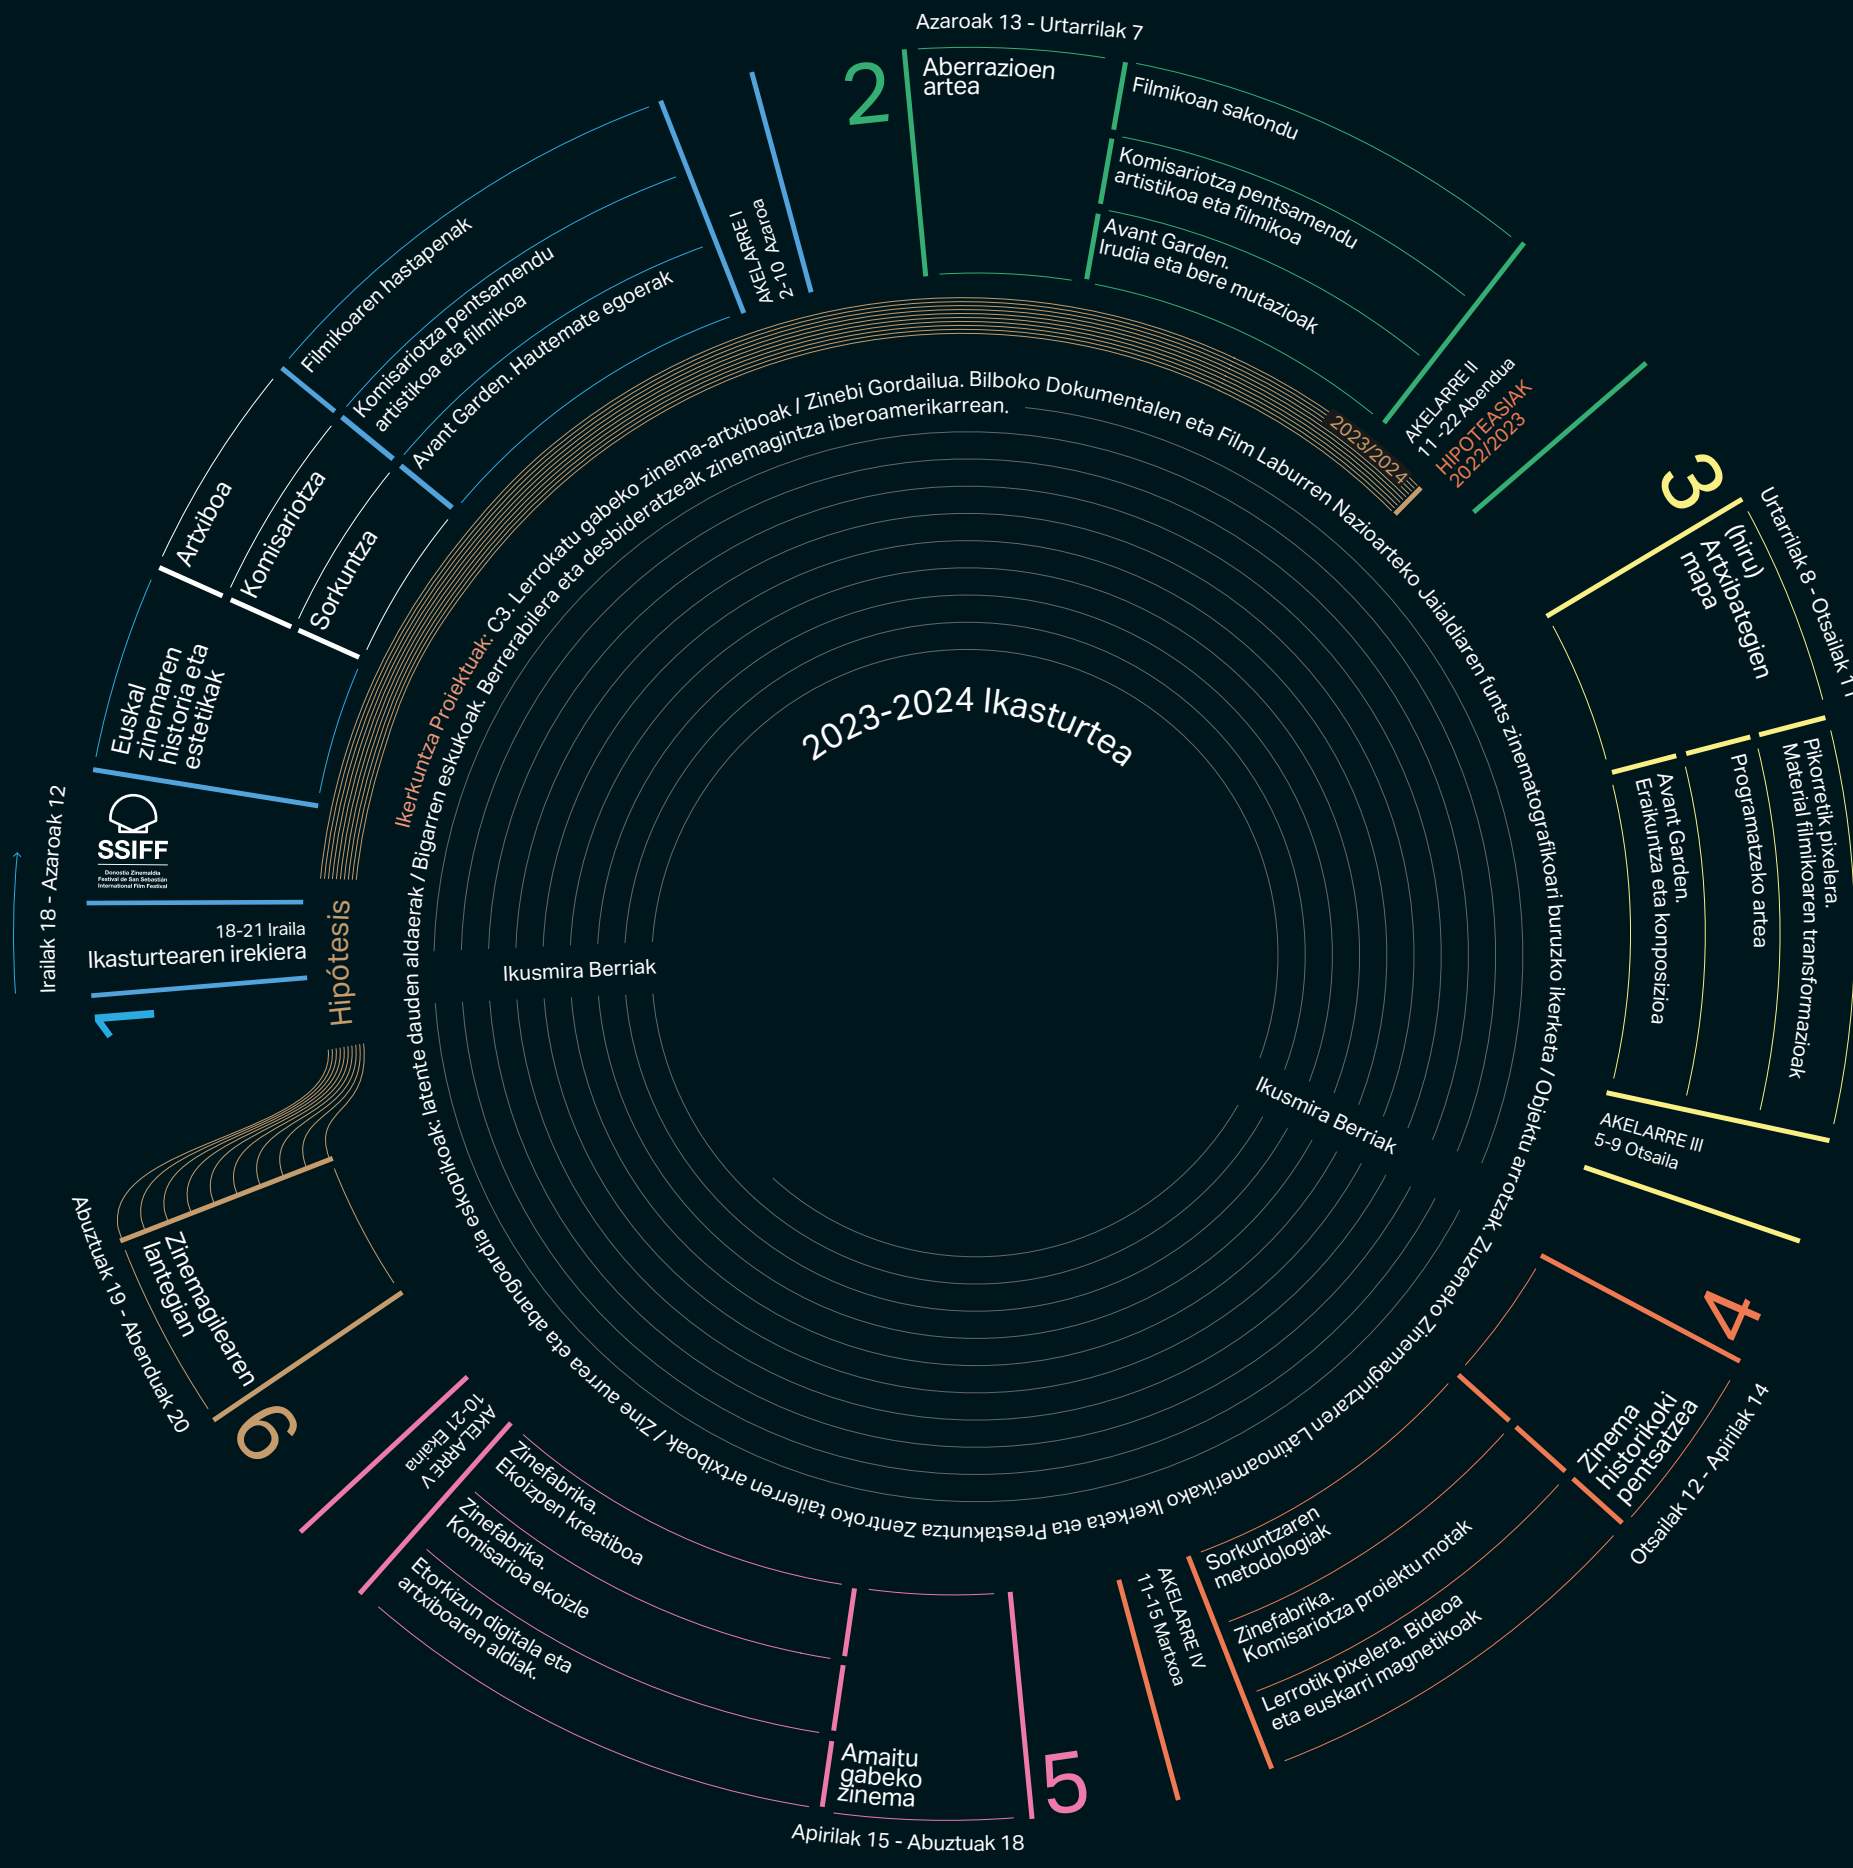 2023-2024 Ikasturtea
Ikerkuntza Proiektuak: C3. Lerrokatu gabeko zinema-artxiboak / Zinebi Gordailua. Bilboko Dokumentalen eta Film Laburren Nazioarteko Jaialdiaren funts zinematografikoari buruzko ikerketa / Objektu arrotzak. Zuzeneko Zinemagintzaren Latinoamerikako Ikerketa eta Prestakuntza Zentroko tailerren artxiboak / Zine aurrea eta abangoardia eskopikoak: latente dauden aldaerak / Bigarren eskukoak. Berrerabilera eta desbideratzeak zinemagintza iberoamerikarrean.
Ikusmira Berriak
Ikusmira Berriak
Hipótesis
2023/2024
1
Irailak 18 - Azaroak 12
18-21 Iraila
Ikasturtearen irekiera
SSIFF
Donostia Zinemaldia
Festival de San Sebastián
International Film Festival
Euskal
zinemaren
historia eta
estetikak
Artxiboa
Komisariotza
Sorkuntza
Filmikoaren hastapenak
Komisariotza pentsamendu
artistikoa eta filmikoa
Avant Garden. Hautemate egoerak
AKELARRE I
2-10 Azaroa
2
Azaroak 13 - Urtarrilak 7
Aberrazioen
artea
Filmikoan sakondu
Komisariotza pentsamendu
artistikoa eta filmikoa
Avant Garden.
Irudia eta bere mutazioak
AKELARRE II
11 -22 Abendua
HIPOTEASIAK
2022/2023
3
Urtarrilak 8 - Otsailak 11
(hiru)
Artxibategien
mapa
Pikorretik pixelera.
Material filmikoaren transformazioak
Programatzeko artea
Avant Garden.
Eraikuntza eta konposizioa
AKELARRE III
5-9 Otsaila
4
Otsailak 12 - Apirilak 14
Zinema
historikoki
pentsatzea
Sorkuntzaren
metodologiak
Zinefabrika.
Komisariotza proiektu motak
Lerrotik pixelera. Bideoa
eta euskarri magnetikoak
AKELARRE IV
11-15 Martxoa
5
Apirilak 15 - Abuztuak 18
Amaitu
gabeko
zinema
Zinefabrika.
Ekoizpen kreatiboa
Zinefabrika.
Komisarioa ekoizle
Etorkizun digitala eta
artxiboaren aldiak.
AKELARRE V
10-21 Ekaina
6
Abuztuak 19 - Abenduak 20
Zinemagilearen
lantegian